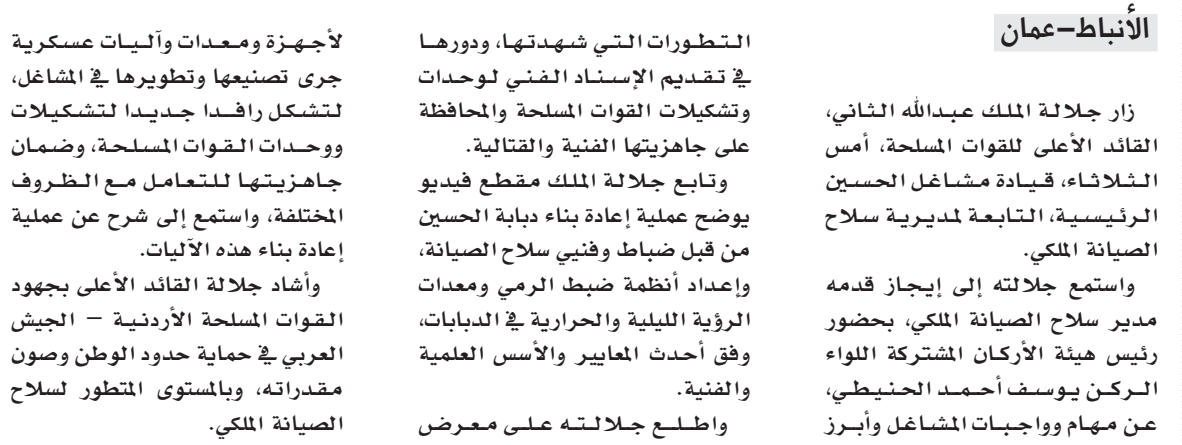 الأنباط–عمان
زار جلالة الملك عبدالله الثاني،
القائد الأعلى للقوات المسلحة، أمس
الثلاثاء، قيادة مشاغل الحسين
الرئيسية، التابعة لمديرية سلاح
الصيانة الملكي.
واستمع جلالته إلى إيجاز قدمه
مدير سلاح الصيانة الملكي، بحضور
رئيس هيئة الأركان المشتركة اللواء
الركن يوسف أحمد الحنيطي،
عن مهام وواجبات المشاغل وأبرز
التطورات التي شهدتها، ودورها
في تقديم الإسناد الفني لوحدات
وتشكيلات القوات المسلحة والمحافظة
على جاهزيتها الفنية والقتالية.
وتابع جلالة الملك مقطع فيديو
يوضح عملية إعادة بناء دبابة الحسين
من قبل ضباط وفنيي سلاح الصيانة،
وإعداد أنظمة ضبط الرمي ومعدات
الرؤية الليلية والحرارية في الدبابات،
وفق أحدث المعايير والأسس العلمية
والفنية.
واطلع جلالته على معرض
لأجهزة ومعدات وآليات عسكرية
جرى تصنيعها وتطويرها في المشاغل،
لتشكل رافدا جديدا لتشكيلات
ووحدات القوات المسلحة، وضمان
جاهزيتها للتعامل مع الظروف
المختلفة، واستمع إلى شرح عن عملية
إعادة بناء هذه الآليات.
وأشاد جلالة القائد الأعلى بجهود
القوات المسلحة الأردنية – الجيش
العربي في حماية حدود الوطن وصون
مقدراته، وبالمستوى المتطور لسلاح
الصيانة الملكي.